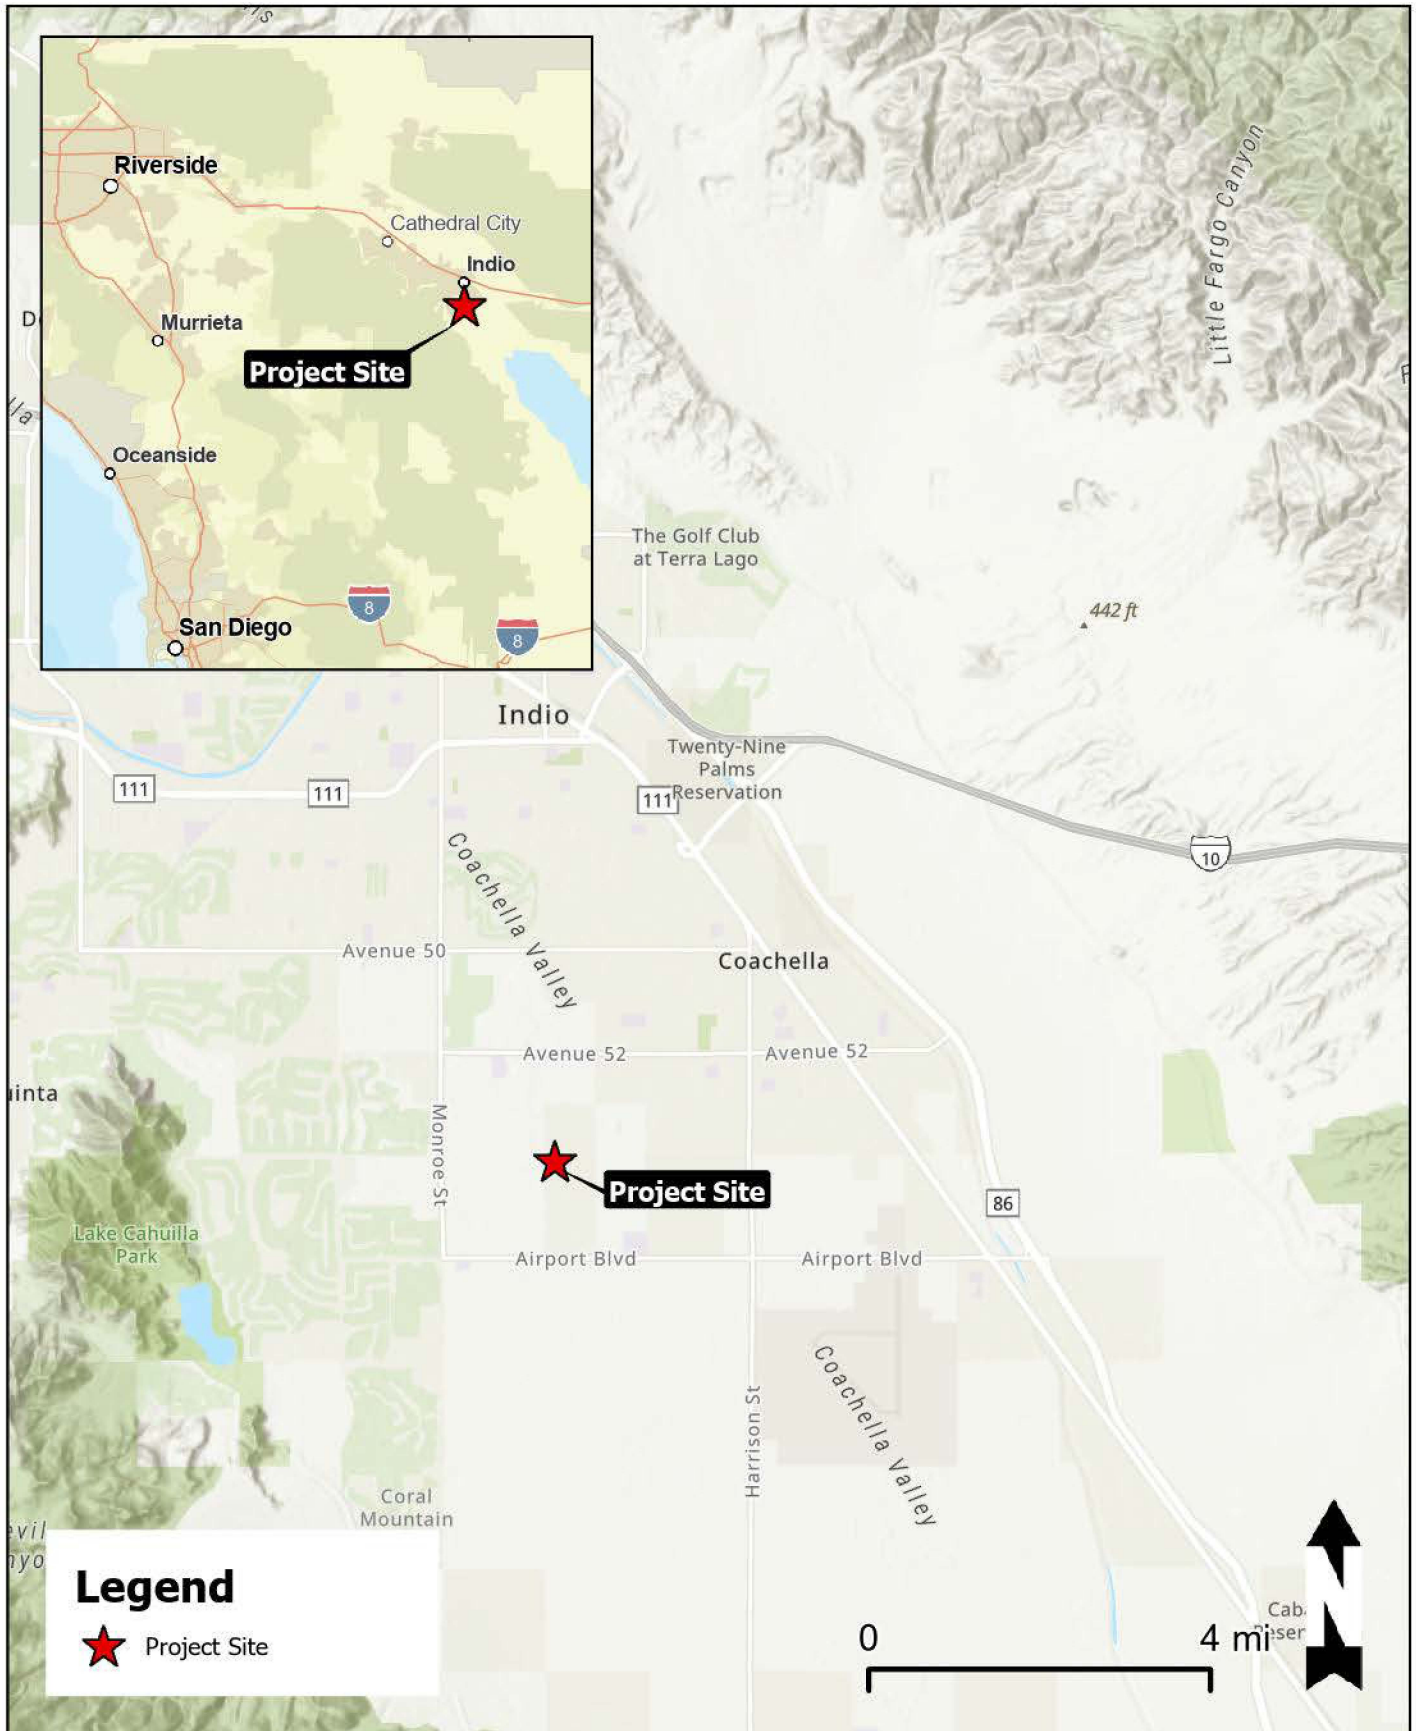 Riverside
Cathedral City
Indio
Murrieta
Project Site
Oceanside
8
San Diego
8
Little Fargo Canyon
The Golf Club
at Terra Lago
442 ft
Indio
Twenty-Nine
Palms
Reservation
111
111
111
10
Coachella Valley
Avenue 50
Coachella
Avenue 52
Avenue 52
uinta
Monroe St
Project Site
86
Lake Cahuilla
Park
Airport Blvd
Airport Blvd
Coachella Valley
Harrison St
Coral
Mountain
evil
nyo
Legend
Project Site
0
4 mi
N